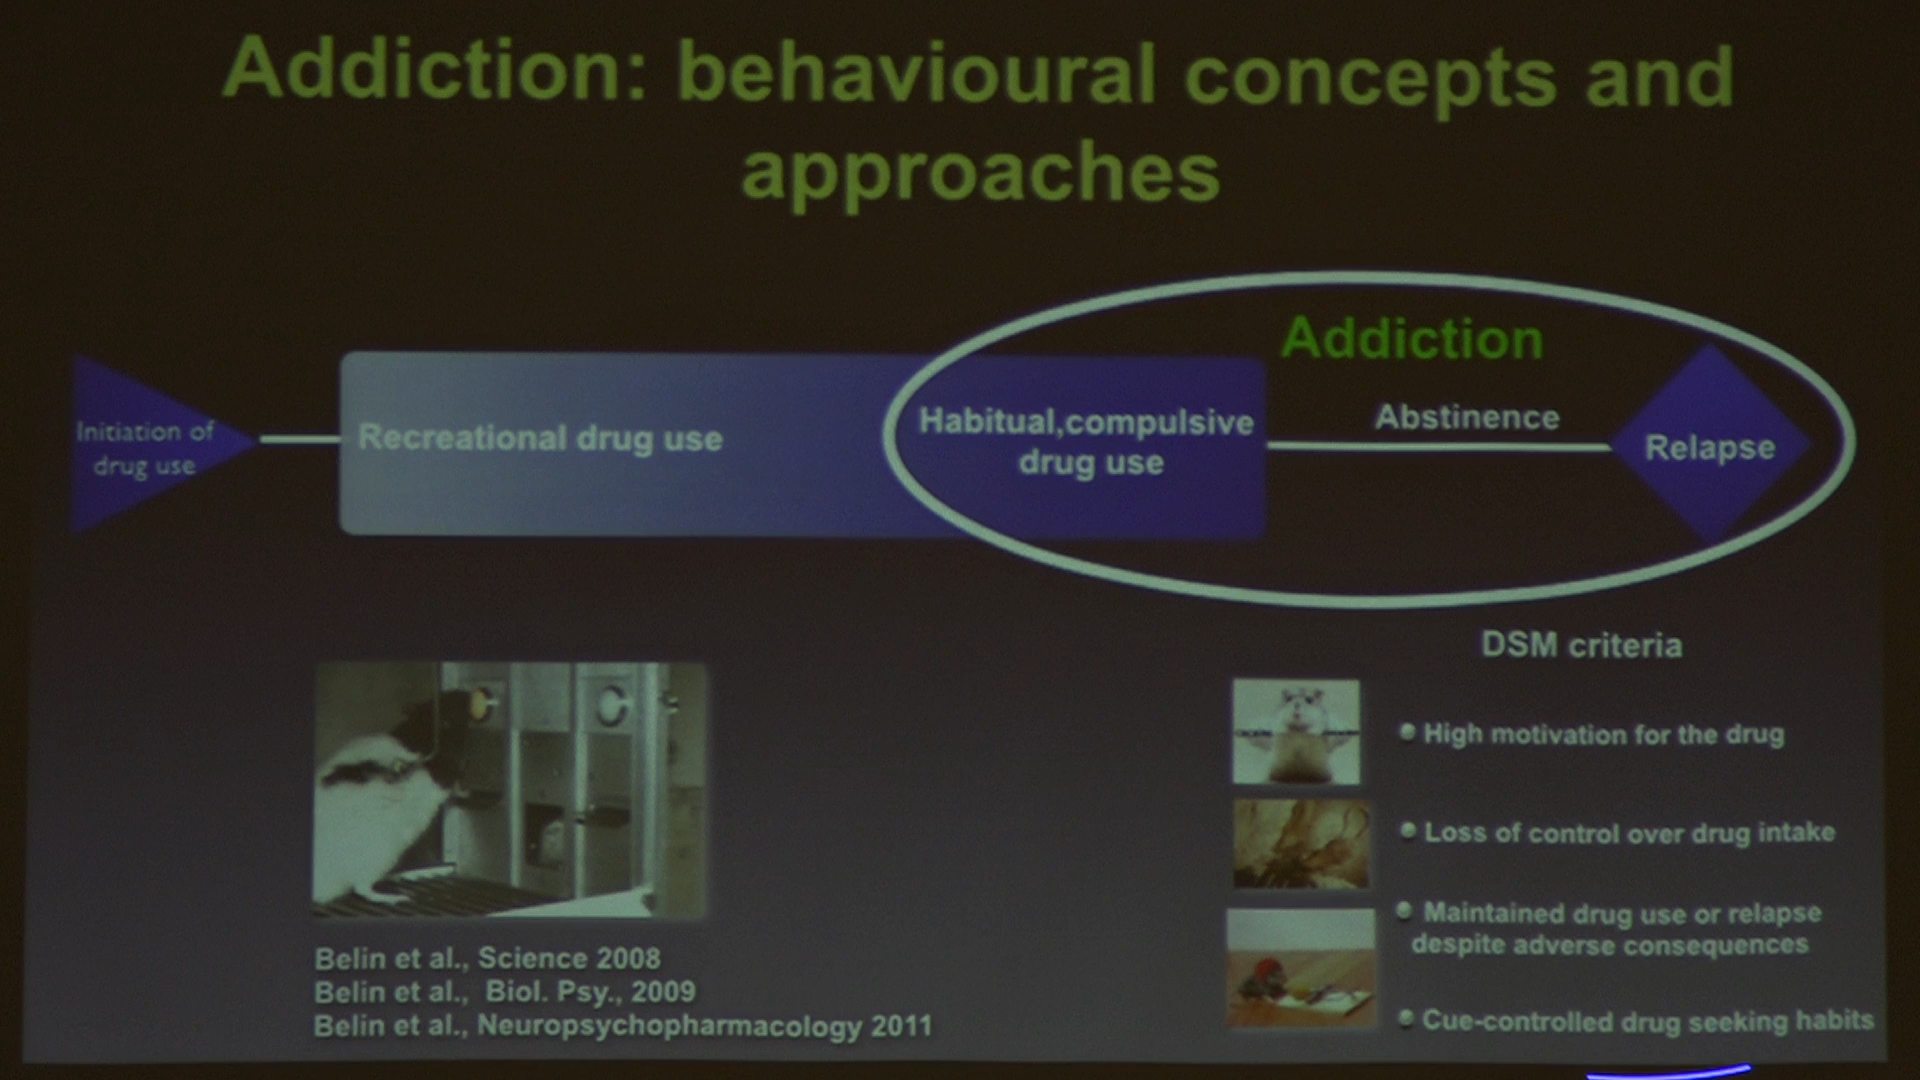 Addiction: behavioural concepts and
approaches
Addiction
Initiation of
drug use
Recreational drug use
Habitual,compulsive
drug use
Abstinence
Relapse
DSM criteria
High motivation for the drug
Loss of control over drug intake
Maintained drug use or relapse
despite adverse consequences
Cue-controlled drug seeking habits
Belin et al., Science 2008
Belin et al., Biol. Psy., 2009
Belin et al., Neuropsychopharmacology 2011